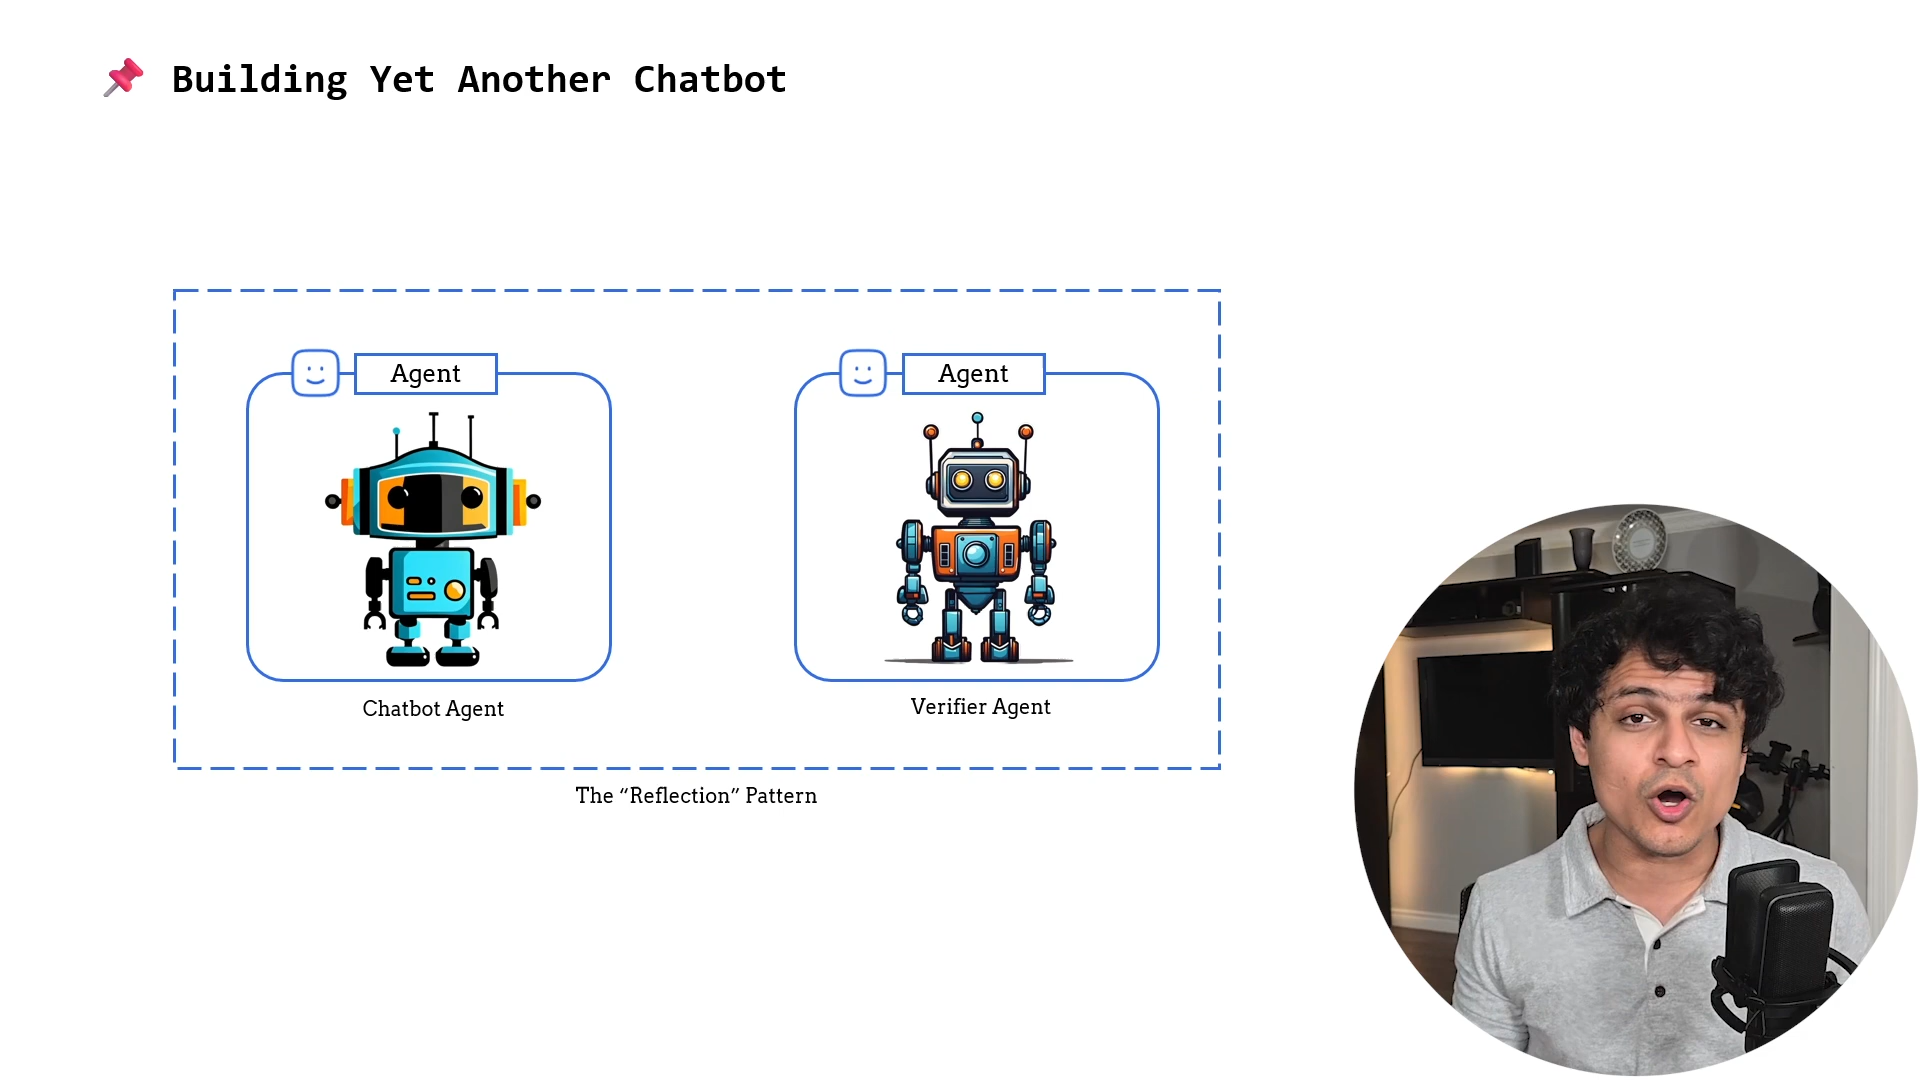 Building Yet Another Chatbot
Agent
Agent
Chatbot Agent
Verifier Agent
The “Reflection” Pattern